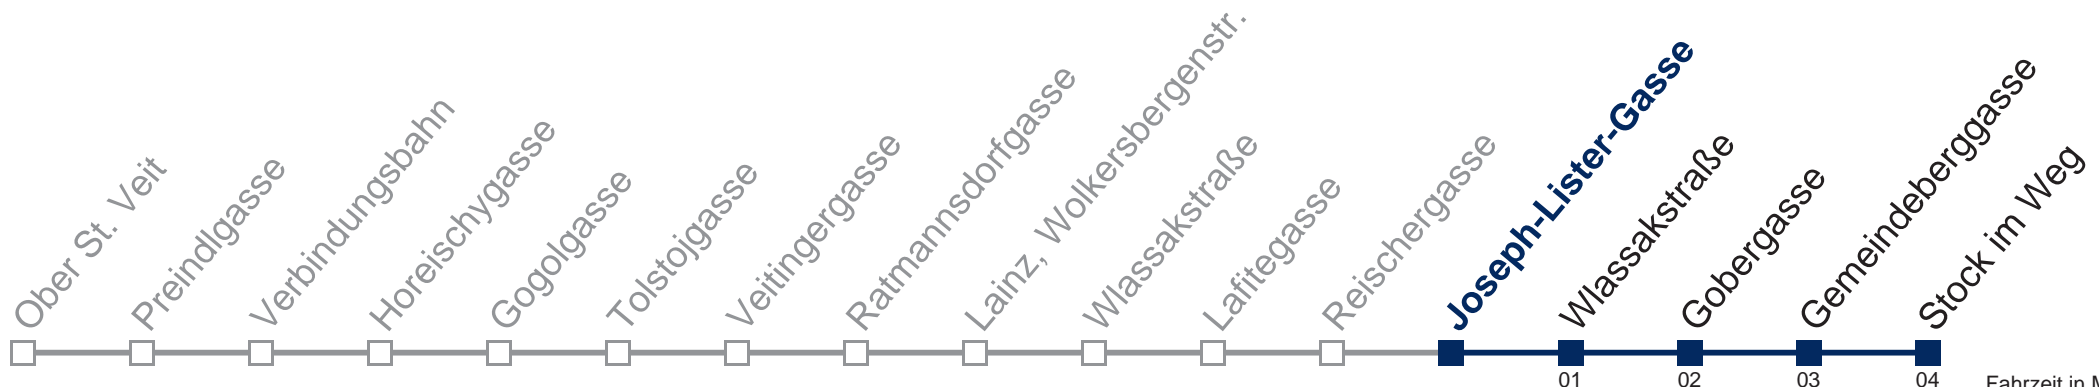 Ober St. Veit
Preindlgasse
Verbindungsbahn
Horeischygasse
Gogolgasse
Tolstojgasse
Veitingergasse
Ratmannsdorfgasse
Lainz, Wolkersbergenstr.
Wlassakstraße
Lafitegasse
Reischergasse
Joseph-Lister-Gasse
Wlassakstraße
Gobergasse
Gemeindeberggasse
Stock im Weg
01 02 03 04
Fahrzeit in